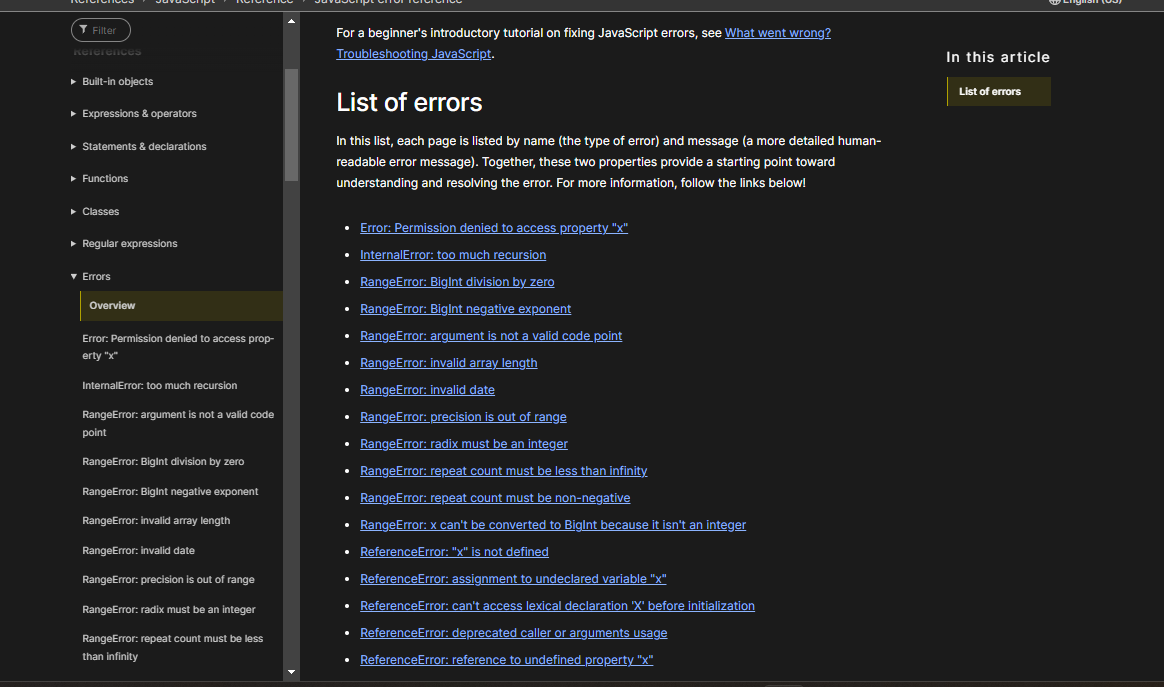 References
JavaScript
Reference
JavaScript error reference
English (US)
Filter
References
Built-in objects
Expressions & operators
Statements & declarations
Functions
Classes
Regular expressions
Errors
Overview
Error: Permission denied to access prop-
erty "x"
InternalError: too much recursion
RangeError: argument is not a valid code
point
RangeError: BigInt division by zero
RangeError: BigInt negative exponent
RangeError: invalid array length
RangeError: invalid date
RangeError: precision is out of range
RangeError: radix must be an integer
RangeError: repeat count must be less
than infinity
For a beginner's introductory tutorial on fixing JavaScript errors, see What went wrong?
Troubleshooting JavaScript.
List of errors
In this list, each page is listed by name (the type of error) and message (a more detailed human-
readable error message). Together, these two properties provide a starting point toward
understanding and resolving the error. For more information, follow the links below!
Error: Permission denied to access property "x"
InternalError: too much recursion
RangeError: BigInt division by zero
RangeError: BigInt negative exponent
RangeError: argument is not a valid code point
RangeError: invalid array length
RangeError: invalid date
RangeError: precision is out of range
RangeError: radix must be an integer
RangeError: repeat count must be less than infinity
RangeError: repeat count must be non-negative
RangeError: x can't be converted to BigInt because it isn't an integer
ReferenceError: "x" is not defined
ReferenceError: assignment to undeclared variable "x"
ReferenceError: can't access lexical declaration 'X' before initialization
ReferenceError: deprecated caller or arguments usage
ReferenceError: reference to undefined property "x"
In this article
List of errors